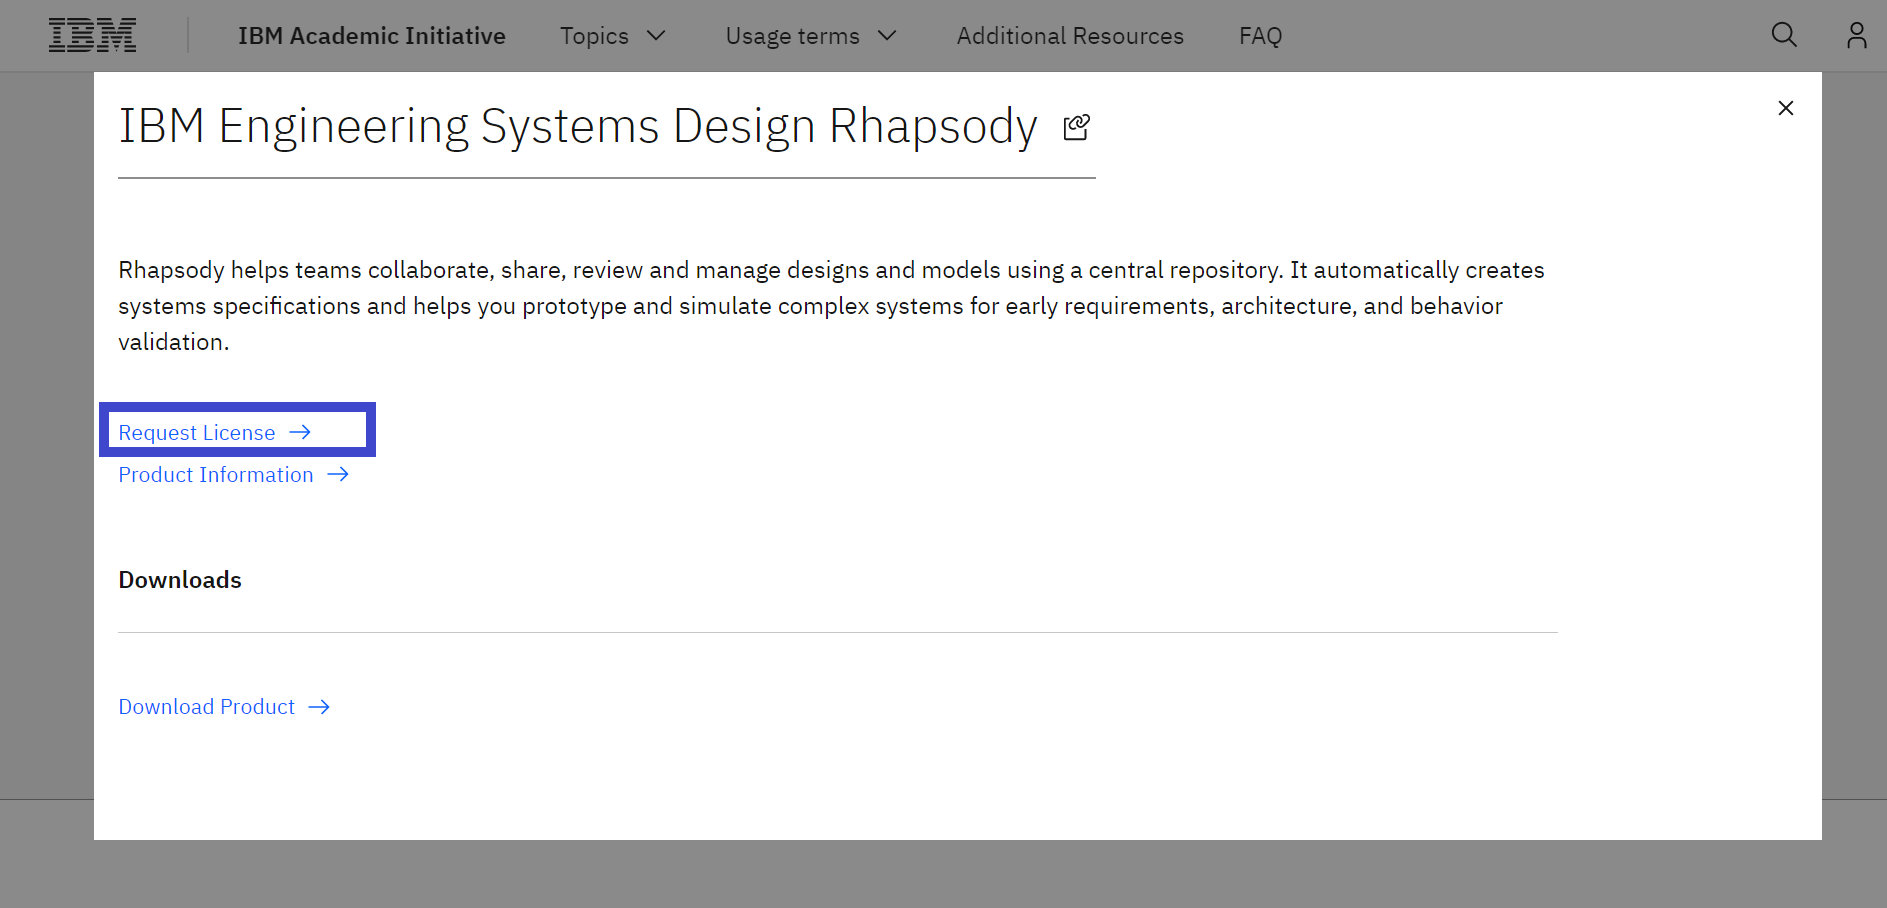 IBM
IBM Academic Initiative
Topics
Usage terms
Additional Resources
FAQ
IBM Engineering Systems Design Rhapsody
Rhapsody helps teams collaborate, share, review and manage designs and models using a central repository. It automatically creates
systems specifications and helps you prototype and simulate complex systems for early requirements, architecture, and behavior
validation.
Request License
Product Information
Downloads
Download Product